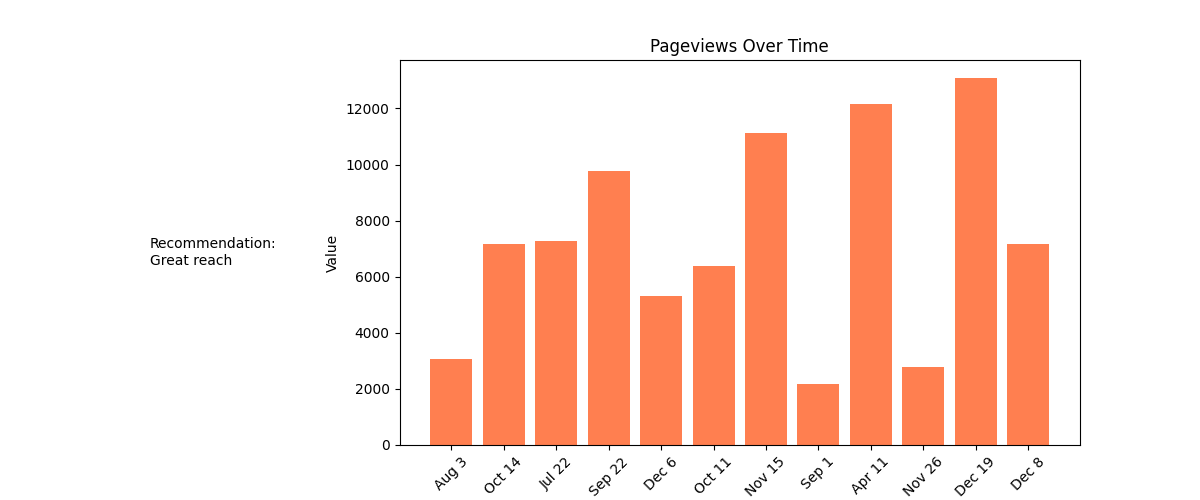 Pageviews Over Time
Recommendation:
Great reach
Value
12000
10000
8000
6000
4000
2000
0
Aug 3
Oct 14
Jul 22
Sep 22
Dec 6
Oct 11
Nov 15
Sep 1
Apr 11
Nov 26
Dec 19
Dec 8